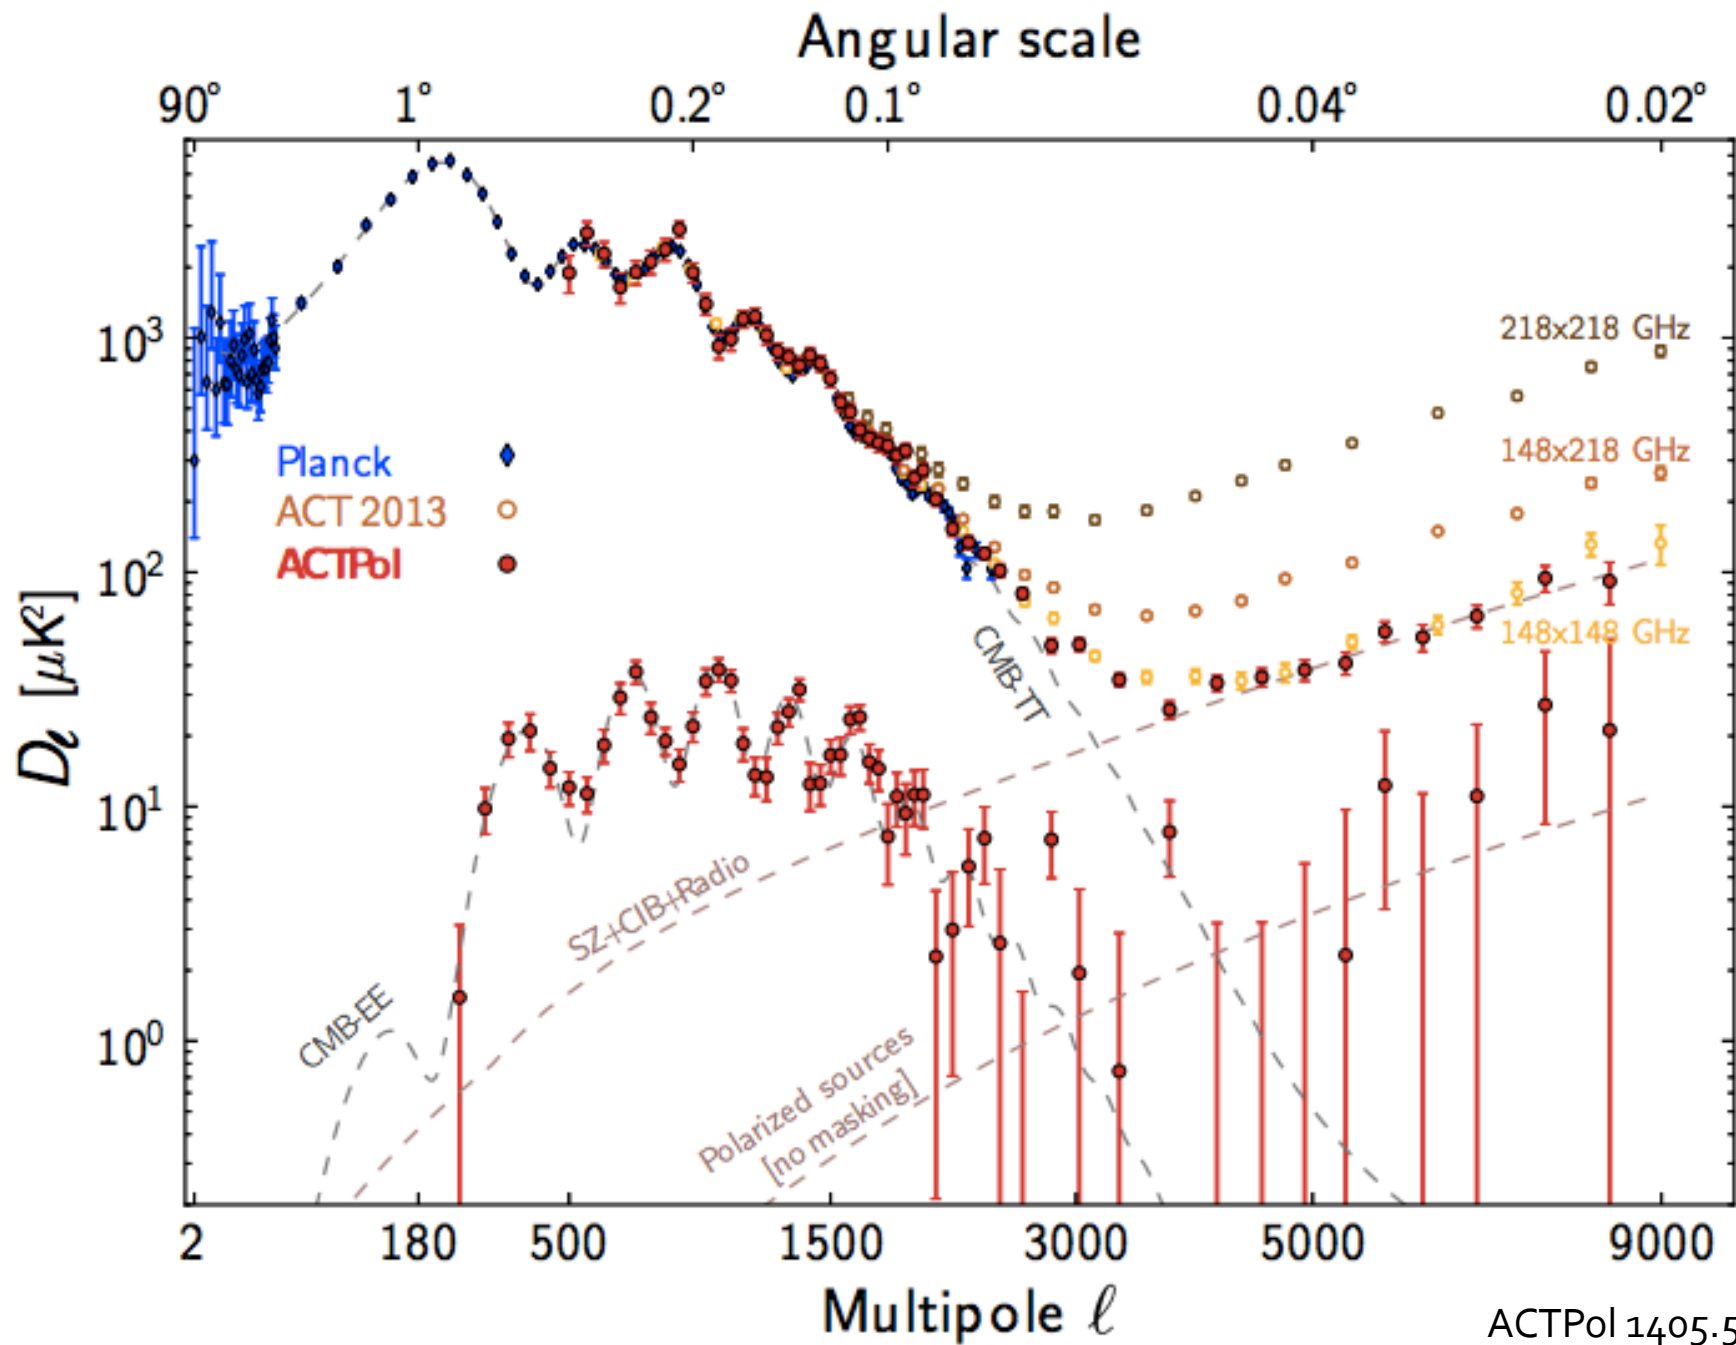 Angular scale
90° 1° 0.2° 0.1° 0.04° 0.02°
218x218 GHz
10³
148x218 GHz
Planck
ACT 2013
ACTPol
10²
148x148 GHz
CMB-TT
D_ℓ [μK²]
10¹
SZ+CIB+Radio
CMB-EE
10⁰
Polarized sources
[no masking]
2 180 500 1500 3000 5000 9000
Multipole ℓ
ACTPol 1405.5